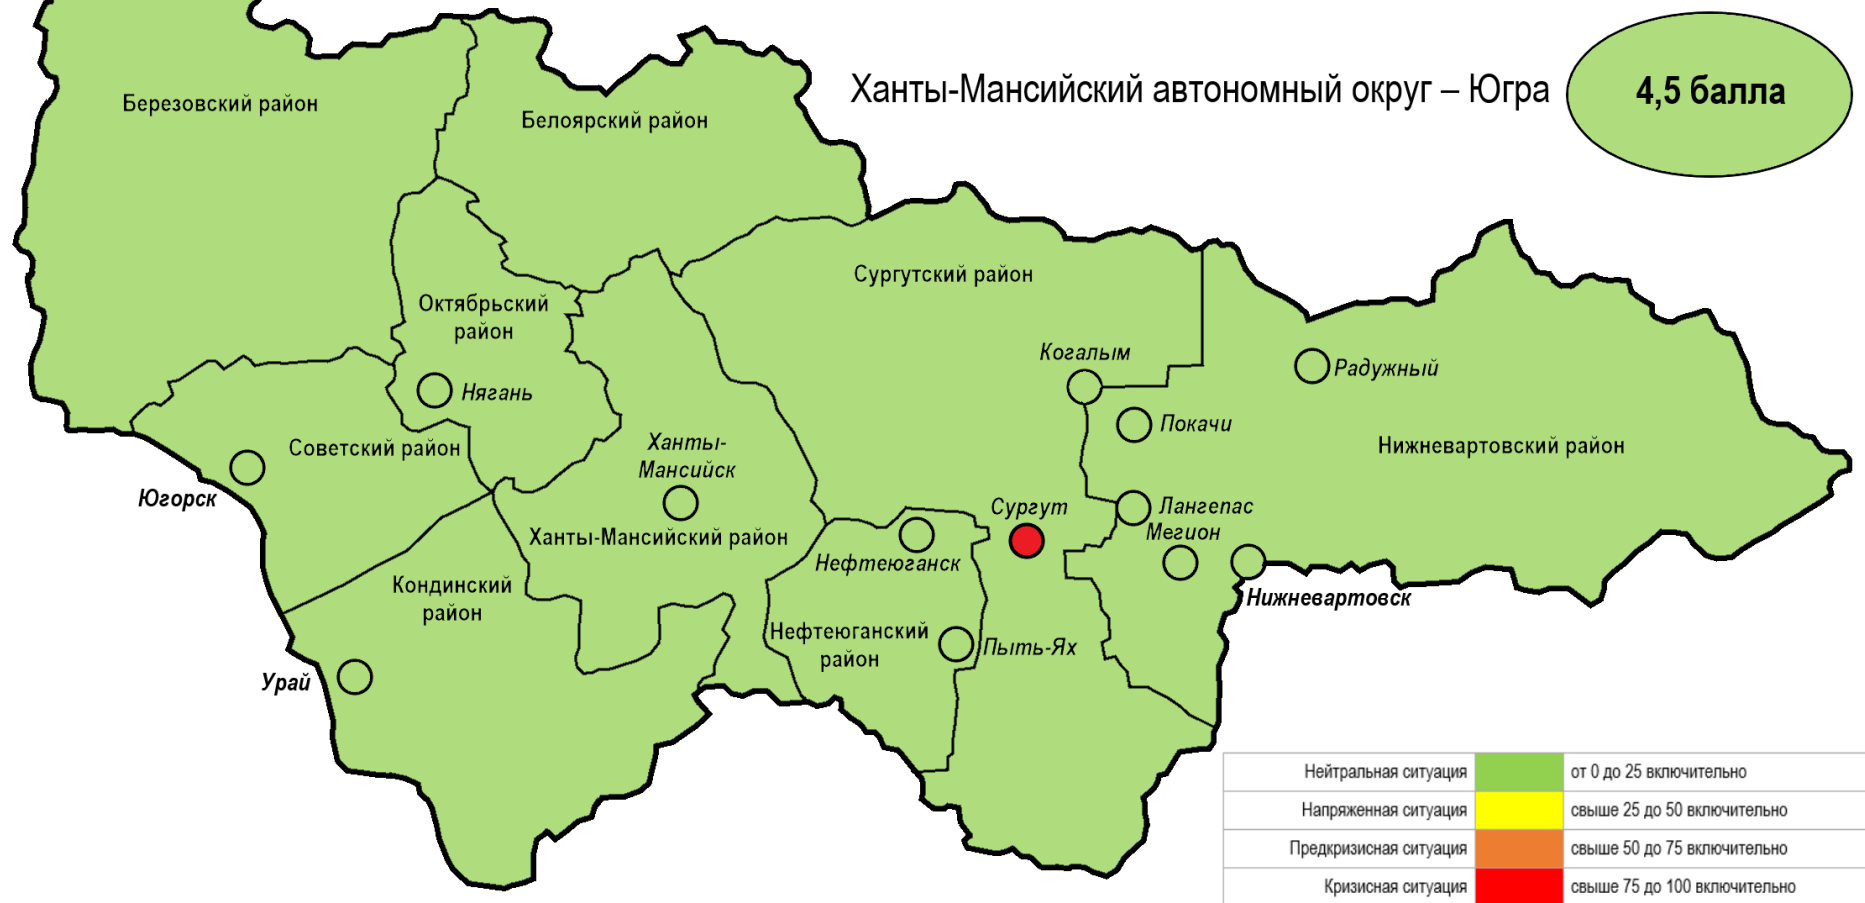 Ханты-Мансийский автономный округ – Югра
4,5 балла
Березовский район
Белоярский район
Сургутский район
Октябрьский
район
Когалым
Радужный
Нягань
Покачи
Ханты-
Мансийск
Советский район
Нижневартовский район
Югорск
Сургут
Лангепас
Мегион
Ханты-Мансийский район
Нефтеюганск
Кондинский
район
Нижневартовск
Нефтеюганский
район
Пыть-Ях
Урай
Нейтральная ситуация от 0 до 25 включительно
Напряженная ситуация свыше 25 до 50 включительно
Предкризисная ситуация свыше 50 до 75 включительно
Кризисная ситуация свыше 75 до 100 включительно